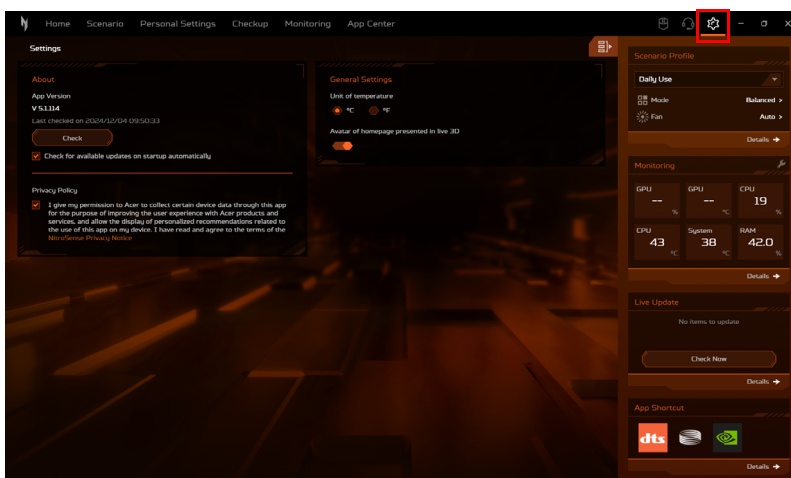 Home Scenario Personal Settings Checkup Monitoring App Center
Settings
About
App Version
V 5.1.114
Last checked on 2024/12/04 09:50:33
Check
Check for available updates on startup automatically
Privacy Policy
I give my permission to Acer to collect certain device data through this app
for the purpose of improving the user experience with Acer products and
services, and allow the display of personalized recommendations related to
the use of this app on my device. I have read and agree to the terms of the
NitroSense Privacy Notice
General Settings
Unit of temperature
°C °F
Avatar of homepage presented in live 3D
Scenario Profile
Daily Use
Mode Balanced >
Fan Auto >
Details
Monitoring
GPU GPU CPU
-- -- 19
% °C %
CPU System RAM
43 38 42.0
°C °C %
Details
Live Update
No items to update
Check Now
Details
App Shortcut
dts
Details